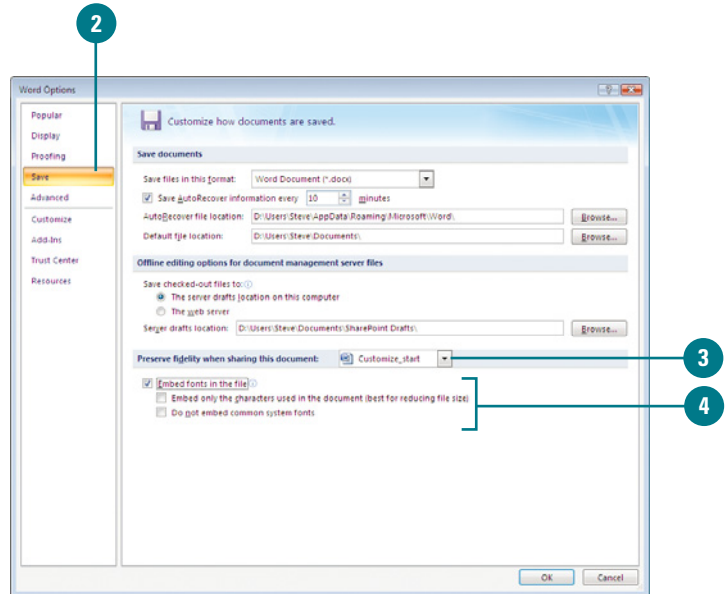 2
Word Options
Popular
Display
Proofing
Save
Advanced
Customize
Add-Ins
Trust Center
Resources
Customize how documents are saved.
Save documents
Save files in this format: Word Document (*.docx)
Save AutoRecover information every 10 minutes
AutoRecover file location: D:\Users\Steve\AppData\Roaming\Microsoft\Word\ Browse...
Default file location: D:\Users\Steve\Documents\ Browse...
Offline editing options for document management server files
Save checked-out files to:
The server drafts location on this computer
The web server
Server drafts location: D:\Users\Steve\Documents\SharePoint Drafts\ Browse...
Preserve fidelity when sharing this document: Customize_start
3
Embed fonts in the file
Embed only the characters used in the document (best for reducing file size)
Do not embed common system fonts
4
OK Cancel